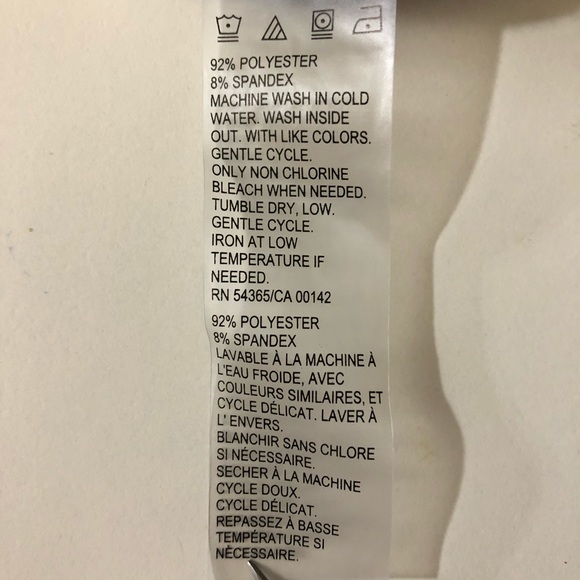 92% POLYESTER
8% SPANDEX
MACHINE WASH IN COLD
WATER. WASH INSIDE
OUT. WITH LIKE COLORS.
GENTLE CYCLE.
ONLY NON CHLORINE
BLEACH WHEN NEEDED.
TUMBLE DRY, LOW.
GENTLE CYCLE.
IRON AT LOW
TEMPERATURE IF
NEEDED.
RN 54365/CA 00142
92% POLYESTER
8% SPANDEX
LAVABLE À LA MACHINE À
L'EAU FROIDE, AVEC
COULEURS SIMILAIRES, ET
CYCLE DÉLICAT. LAVER À
L' ENVERS.
BLANCHIR SANS CHLORE
SI NÉCESSAIRE.
SECHER À LA MACHINE
CYCLE DOUX.
CYCLE DÉLICAT.
REPASSEZ À BASSE
TEMPÉRATURE SI
NÉCESSAIRE.